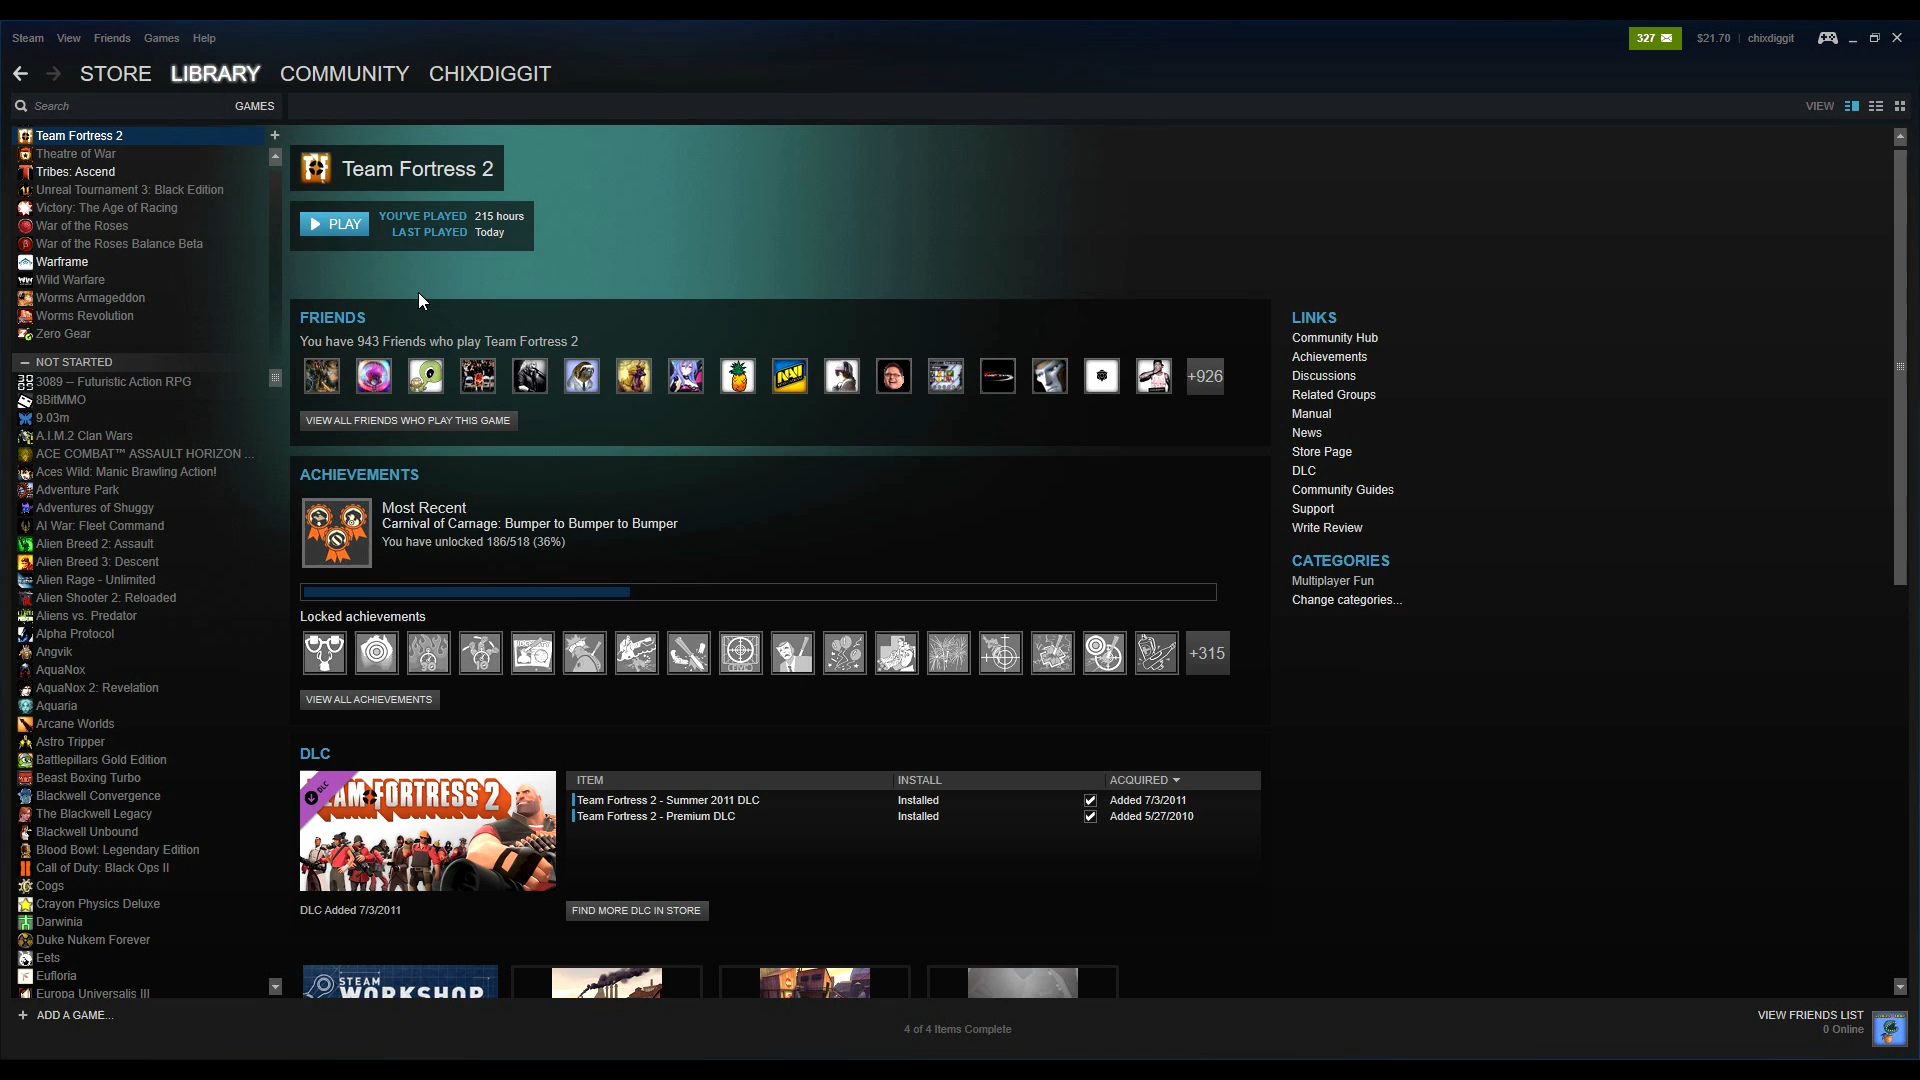 Steam View Friends Games Help
327 $21.70 chixdiggit
STORE LIBRARY COMMUNITY CHIXDIGGIT
Search GAMES
VIEW
Team Fortress 2
Theatre of War
Tribes: Ascend
Unreal Tournament 3: Black Edition
Victory: The Age of Racing
War of the Roses
War of the Roses Balance Beta
Warframe
Wild Warfare
Worms Armageddon
Worms Revolution
Zero Gear
NOT STARTED
3089 -- Futuristic Action RPG
8BitMMO
9.03m
A.I.M.2 Clan Wars
ACE COMBAT™ ASSAULT HORIZON ...
Aces Wild: Manic Brawling Action!
Adventure Park
Adventures of Shuggy
AI War: Fleet Command
Alien Breed 2: Assault
Alien Breed 3: Descent
Alien Rage - Unlimited
Alien Shooter 2: Reloaded
Aliens vs. Predator
Alpha Protocol
Angvik
AquaNox
AquaNox 2: Revelation
Aquaria
Arcane Worlds
Astro Tripper
Battlepillars Gold Edition
Beast Boxing Turbo
Blackwell Convergence
The Blackwell Legacy
Blackwell Unbound
Blood Bowl: Legendary Edition
Call of Duty: Black Ops II
Cogs
Crayon Physics Deluxe
Darwinia
Duke Nukem Forever
Eets
Eufloria
Europa Universalis III
ADD A GAME...
Team Fortress 2
PLAY
YOU'VE PLAYED 215 hours
LAST PLAYED Today
FRIENDS
You have 943 Friends who play Team Fortress 2
+926
VIEW ALL FRIENDS WHO PLAY THIS GAME
ACHIEVEMENTS
Most Recent
Carnival of Carnage: Bumper to Bumper to Bumper
You have unlocked 186/518 (36%)
Locked achievements
+315
VIEW ALL ACHIEVEMENTS
DLC
DLC
TEAM FORTRESS 2
DLC Added 7/3/2011
ITEM INSTALL ACQUIRED
Team Fortress 2 - Summer 2011 DLC Installed Added 7/3/2011
Team Fortress 2 - Premium DLC Installed Added 5/27/2010
FIND MORE DLC IN STORE
STEAM
WORKSHOP
LINKS
Community Hub
Achievements
Discussions
Related Groups
Manual
News
Store Page
DLC
Community Guides
Support
Write Review
CATEGORIES
Multiplayer Fun
Change categories...
4 of 4 Items Complete
VIEW FRIENDS LIST
0 Online